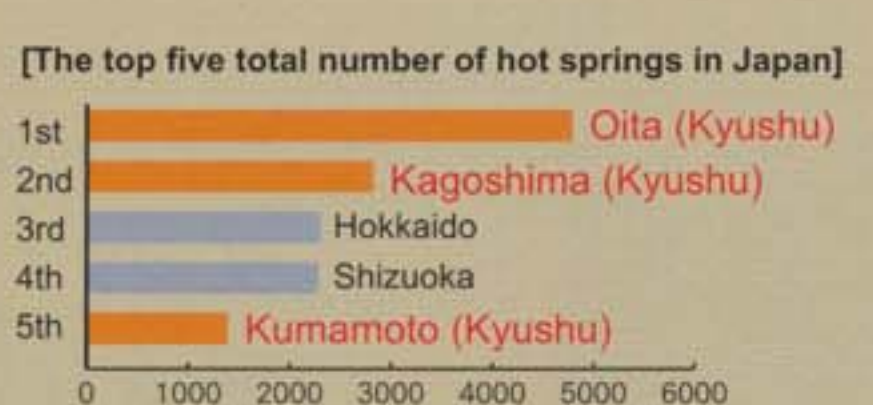 [The top five total number of hot springs in Japan]
1st Oita (Kyushu)
2nd Kagoshima (Kyushu)
3rd Hokkaido
4th Shizuoka
5th Kumamoto (Kyushu)
0 1000 2000 3000 4000 5000 6000